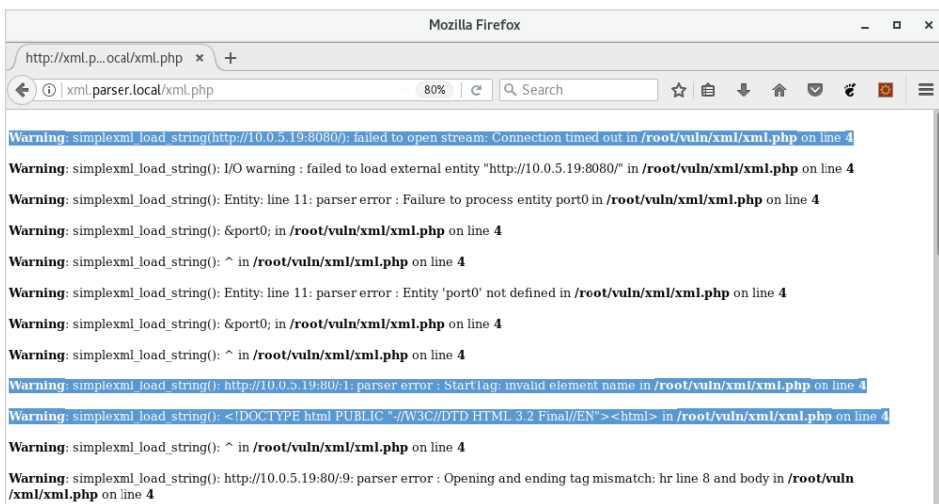 Mozilla Firefox
http://xml.p...ocal/xml.php × +
xml.parser.local/xml.php 80% Search
Warning: simplexml_load_string(http://10.0.5.19:8080/): failed to open stream: Connection timed out in /root/vuln/xml/xml.php on line 4
Warning: simplexml_load_string(): I/O warning : failed to load external entity "http://10.0.5.19:8080/" in /root/vuln/xml/xml.php on line 4
Warning: simplexml_load_string(): Entity: line 11: parser error : Failure to process entity port0 in /root/vuln/xml/xml.php on line 4
Warning: simplexml_load_string(): &port0; in /root/vuln/xml/xml.php on line 4
Warning: simplexml_load_string(): ^ in /root/vuln/xml/xml.php on line 4
Warning: simplexml_load_string(): Entity: line 11: parser error : Entity 'port0' not defined in /root/vuln/xml/xml.php on line 4
Warning: simplexml_load_string(): &port0; in /root/vuln/xml/xml.php on line 4
Warning: simplexml_load_string(): ^ in /root/vuln/xml/xml.php on line 4
Warning: simplexml_load_string(): http://10.0.5.19:80/:1: parser error : StartTag: invalid element name in /root/vuln/xml/xml.php on line 4
Warning: simplexml_load_string(): <!DOCTYPE html PUBLIC "-//W3C//DTD HTML 3.2 Final//EN"><html> in /root/vuln/xml/xml.php on line 4
Warning: simplexml_load_string(): ^ in /root/vuln/xml/xml.php on line 4
Warning: simplexml_load_string(): http://10.0.5.19:80/:9: parser error : Opening and ending tag mismatch: hr line 8 and body in /root/vuln
/xml/xml.php on line 4